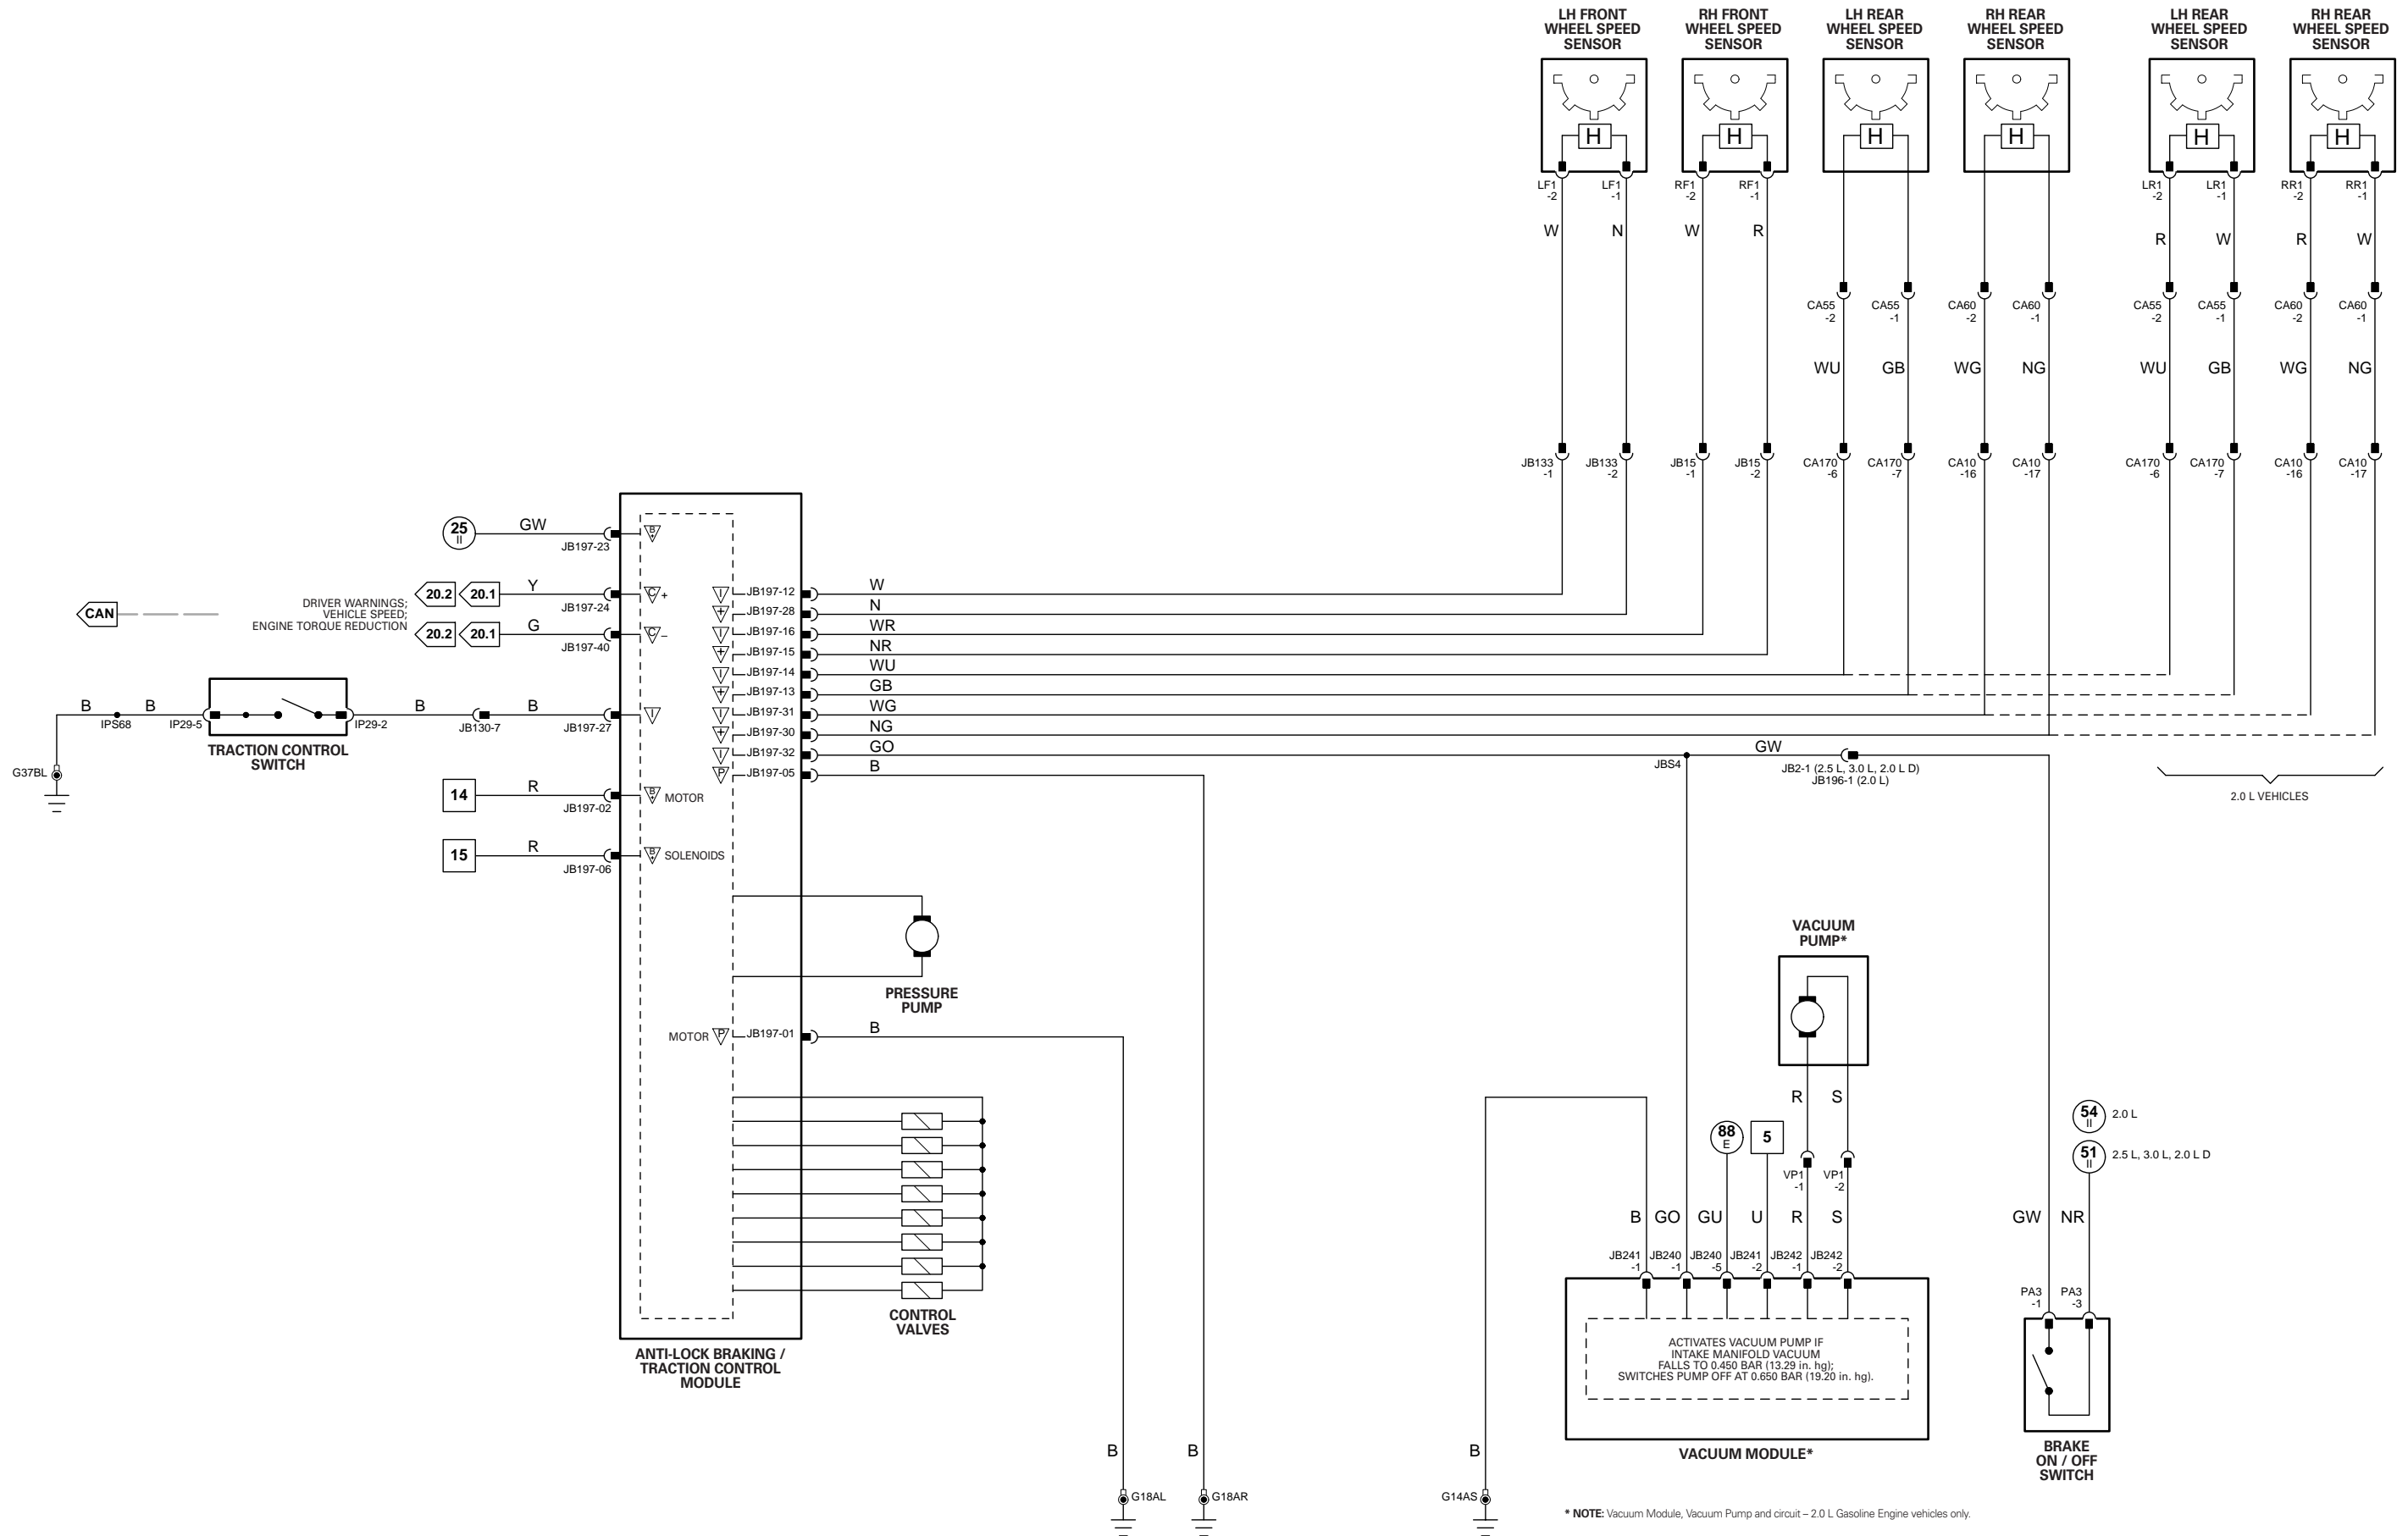 LH FRONT
WHEEL SPEED
SENSOR
RH FRONT
WHEEL SPEED
SENSOR
LH REAR
WHEEL SPEED
SENSOR
RH REAR
WHEEL SPEED
SENSOR
LH REAR
WHEEL SPEED
SENSOR
RH REAR
WHEEL SPEED
SENSOR
H
H
H
H
H
H
LF1
-2
LF1
-1
RF1
-2
RF1
-1
LR1
-2
LR1
-1
RR1
-2
RR1
-1
W
N
W
R
R
W
R
W
CA55
-2
CA55
-1
CA60
-2
CA60
-1
CA55
-2
CA55
-1
CA60
-2
CA60
-1
WU
GB
WG
NG
WU
GB
WG
NG
JB133
-1
JB133
-2
JB15
-1
JB15
-2
CA170
-6
CA170
-7
CA10
-16
CA10
-17
CA170
-6
CA170
-7
CA10
-16
CA10
-17
25
II
GW
JB197-23
B
+
CAN
DRIVER WARNINGS;
VEHICLE SPEED;
ENGINE TORQUE REDUCTION
20.2
20.1
Y
JB197-24
C
+
20.2
20.1
G
JB197-40
C
–
I
JB197-12
W
+
JB197-28
N
I
JB197-16
WR
+
JB197-15
NR
I
JB197-14
WU
+
JB197-13
GB
I
JB197-31
WG
+
JB197-30
NG
I
JB197-32
GO
P
JB197-05
B
JBS4
GW
JB2-1 (2.5 L, 3.0 L, 2.0 L D)
JB196-1 (2.0 L)
2.0 L VEHICLES
B
IPS68
B
IP29-5
IP29-2
B
JB130-7
B
JB197-27
I
TRACTION CONTROL
SWITCH
G37BL
14
R
JB197-02
B
+
MOTOR
15
R
JB197-06
B
+
SOLENOIDS
PRESSURE
PUMP
MOTOR
P
JB197-01
B
CONTROL
VALVES
ANTI-LOCK BRAKING /
TRACTION CONTROL
MODULE
B
G18AL
B
G18AR
B
G14AS
VACUUM
PUMP*
R
S
88
E
5
VP1
-1
VP1
-2
B
GO
GU
U
R
S
JB241
-1
JB240
-1
JB240
-5
JB241
-2
JB242
-1
JB242
-2
ACTIVATES VACUUM PUMP IF
INTAKE MANIFOLD VACUUM
FALLS TO 0.450 BAR (13.29 in. hg);
SWITCHES PUMP OFF AT 0.650 BAR (19.20 in. hg).
VACUUM MODULE*
54
II
2.0 L
51
II
2.5 L, 3.0 L, 2.0 L D
GW
NR
PA3
-1
PA3
-3
BRAKE
ON / OFF
SWITCH
* NOTE: Vacuum Module, Vacuum Pump and circuit – 2.0 L Gasoline Engine vehicles only.